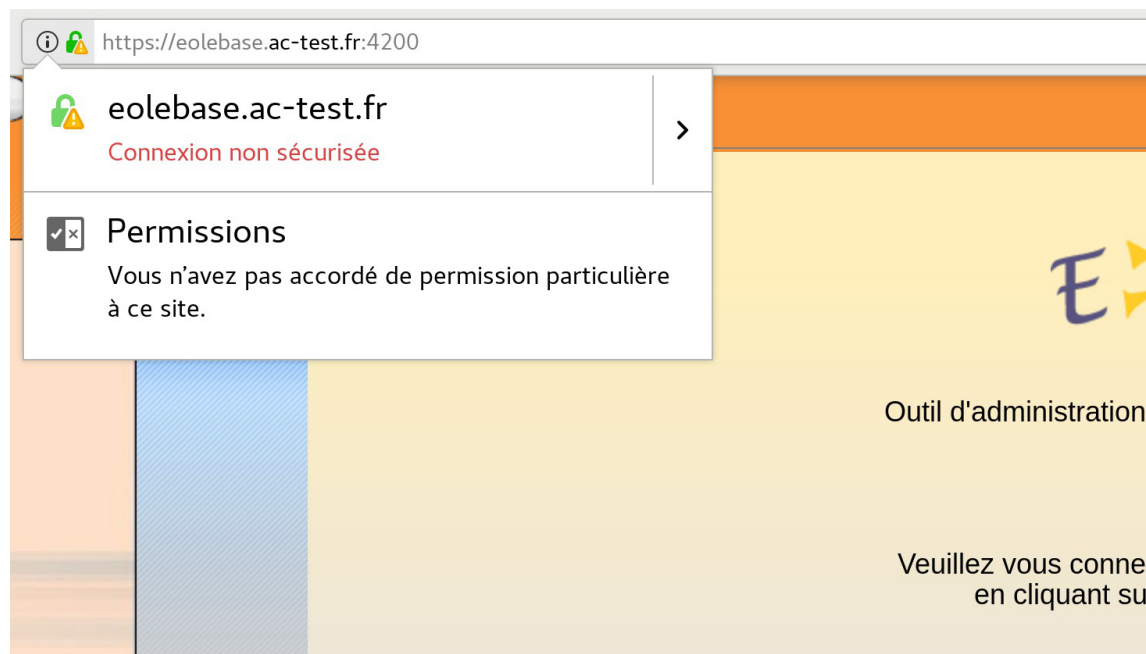 https://eolebase.ac-test.fr:4200
eolebase.ac-test.fr
Connexion non sécurisée
Permissions
Vous n’avez pas accordé de permission particulière
à ce site.
E
Outil d'administration
Veuillez vous conne
en cliquant su